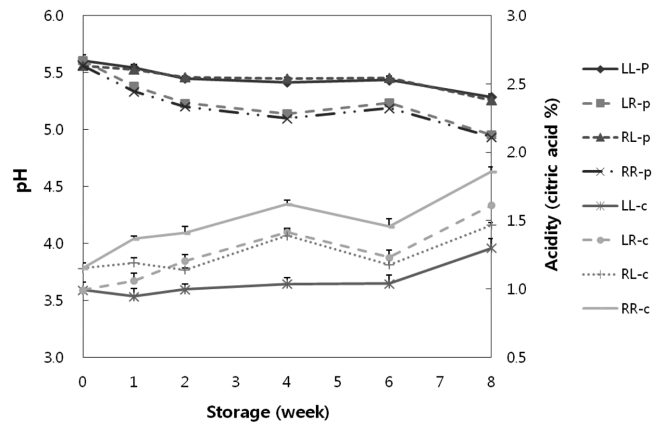 6.0
5.5
5.0
4.5
4.0
3.5
3.0
pH
0
1
2
3
4
5
6
7
8
Storage (week)
3.0
2.5
2.0
1.5
1.0
0.5
Acidity (citric acid %)
LL-P
LR-p
RL-p
RR-p
LL-c
LR-c
RL-c
RR-c